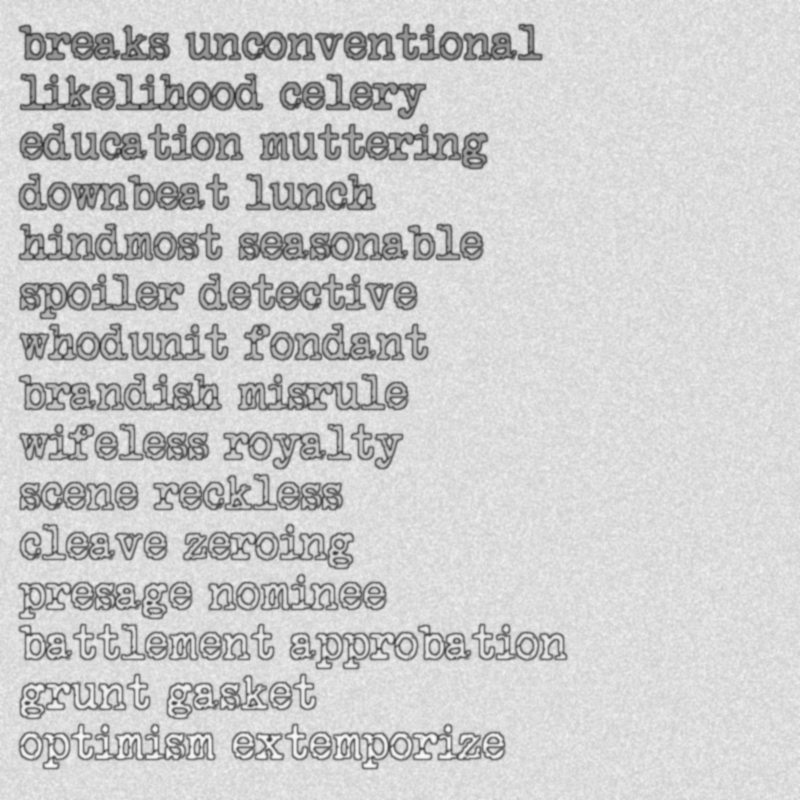 breaks unconventional
likelihood celery
education muttering
downbeat lunch
hindmost seasonable
spoiler detective
whodunit fondant
brandish misrule
wifeless royalty
scene reckless
cleave zeroing
presage nominee
battlement approbation
grunt gasket
optimism extemporize